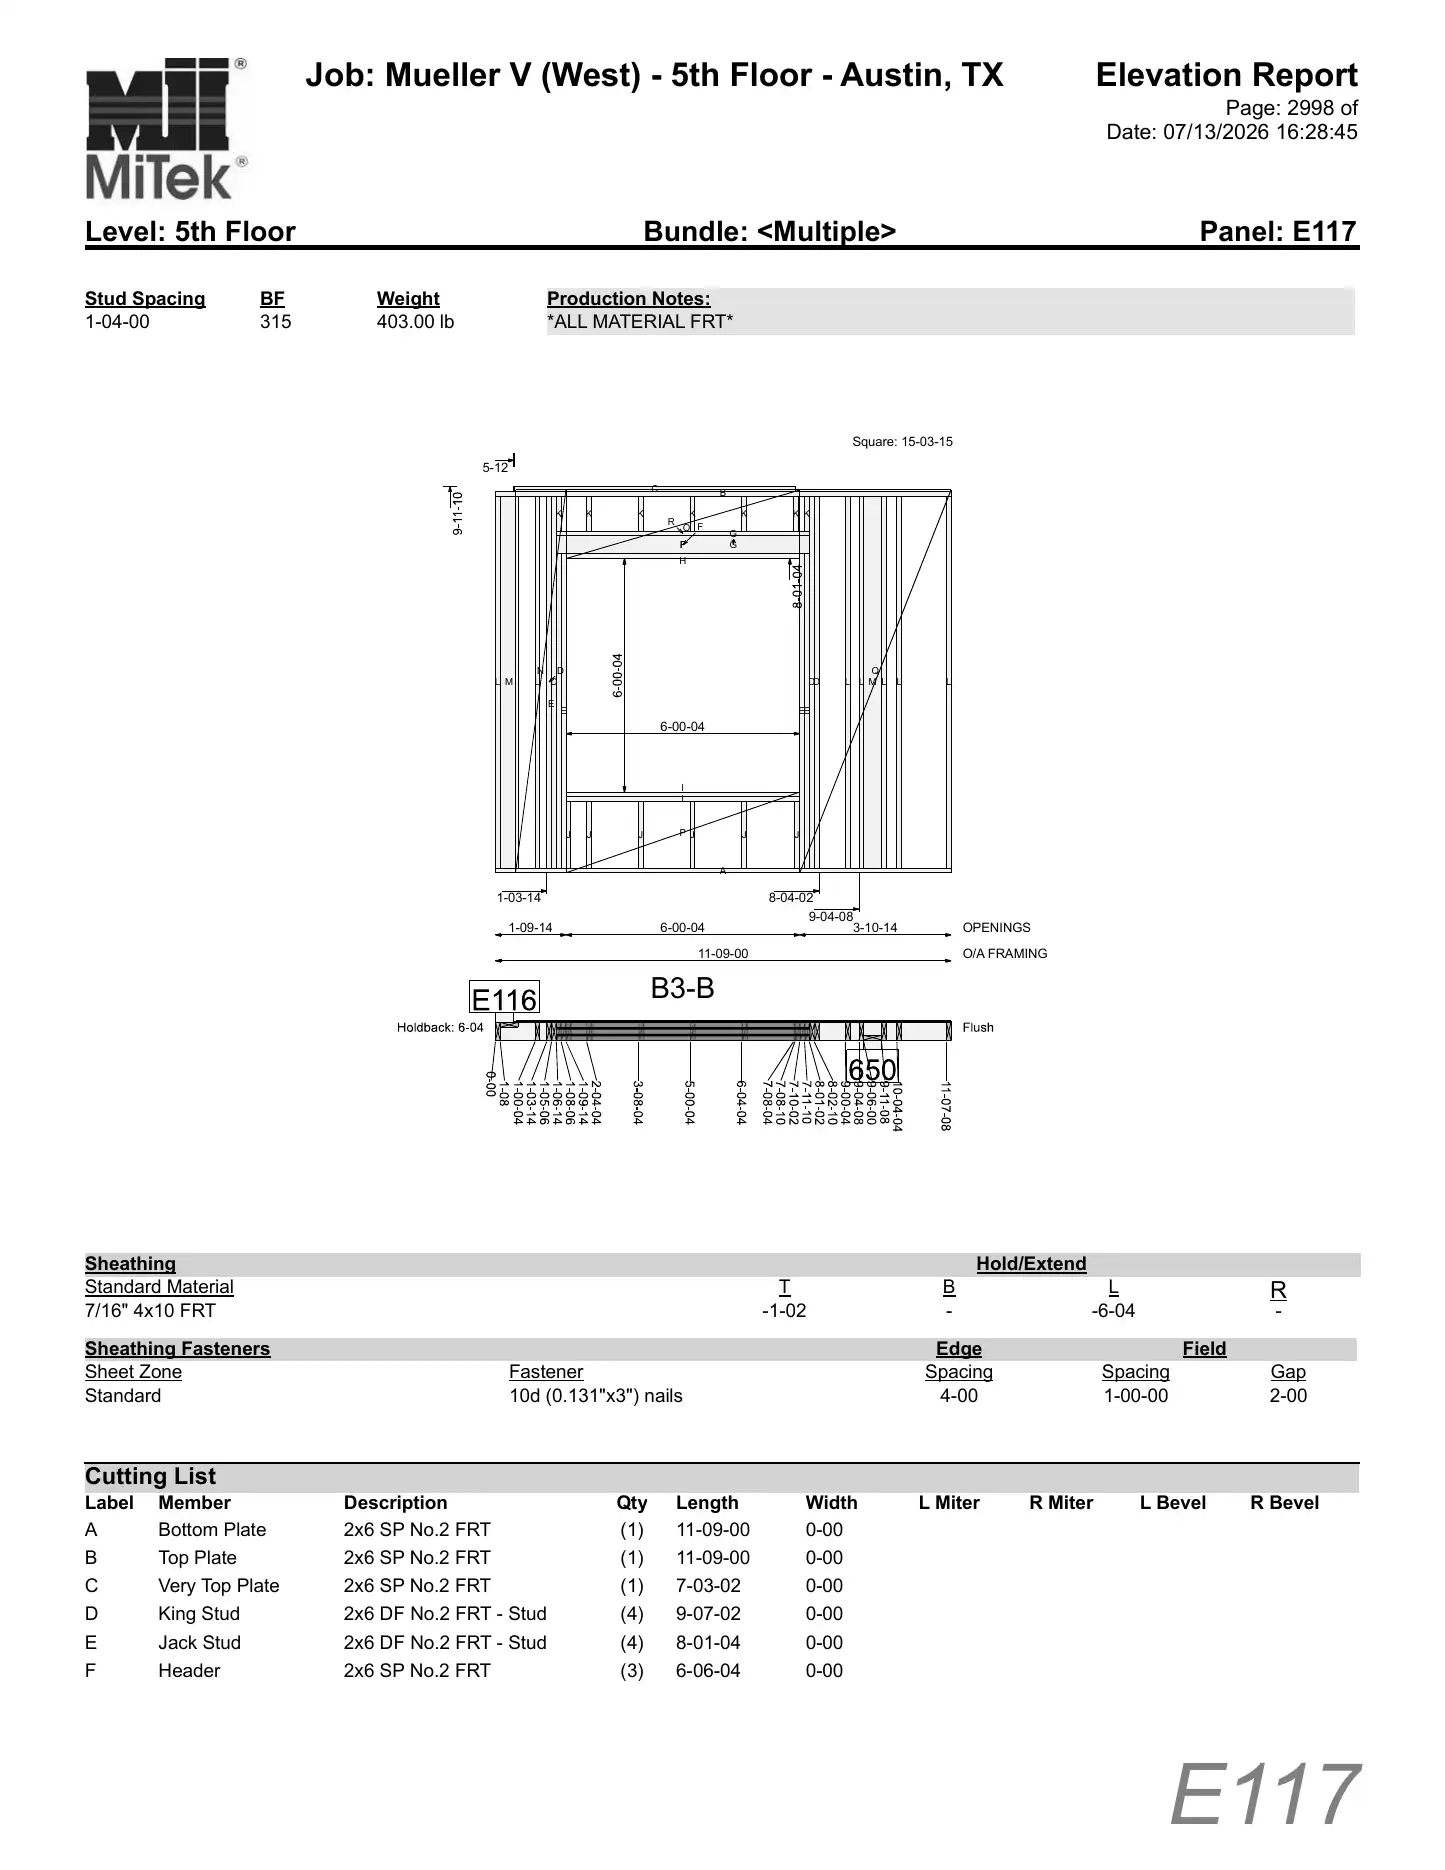 Job: Mueller V (West) - 5th Floor - Austin, TX
Elevation Report
Page: 2998 of
Date: 07/13/2026 16:28:45
MiTek
Level: 5th Floor Bundle: <Multiple> Panel: E117
Stud Spacing BF Weight Production Notes:
1-04-00 315 403.00 lb *ALL MATERIAL FRT*
Square: 15-03-15
5-12
9-11-10
C B
K K K K K K K
R O F
G
F G
H
8-01-04
6-00-04
N D O
L M L L M L L L
E
6-00-04
I
J J J P J J J
A
1-03-14 8-04-02
9-04-08
1-09-14 6-00-04 3-10-14 OPENINGS
11-09-00 O/A FRAMING
E116 B3-B
Holdback: 6-04 Flush
650
0-00 1-08 1-00-04 1-03-14 1-05-06 1-06-14 1-08-06 1-09-14 2-04-04 3-08-04 5-00-04 6-04-04 7-08-04 7-08-10 7-10-02 7-11-10 8-01-02 8-02-10 9-00-04 9-04-08 9-06-00 9-11-08 10-04-04 11-07-08
Sheathing Hold/Extend
Standard Material T B L R
7/16" 4x10 FRT -1-02 - -6-04 -
Sheathing Fasteners Edge Field
Sheet Zone Fastener Spacing Spacing Gap
Standard 10d (0.131"x3") nails 4-00 1-00-00 2-00
Cutting List
Label Member Description Qty Length Width L Miter R Miter L Bevel R Bevel
A Bottom Plate 2x6 SP No.2 FRT (1) 11-09-00 0-00
B Top Plate 2x6 SP No.2 FRT (1) 11-09-00 0-00
C Very Top Plate 2x6 SP No.2 FRT (1) 7-03-02 0-00
D King Stud 2x6 DF No.2 FRT - Stud (4) 9-07-02 0-00
E Jack Stud 2x6 DF No.2 FRT - Stud (4) 8-01-04 0-00
F Header 2x6 SP No.2 FRT (3) 6-06-04 0-00
E117